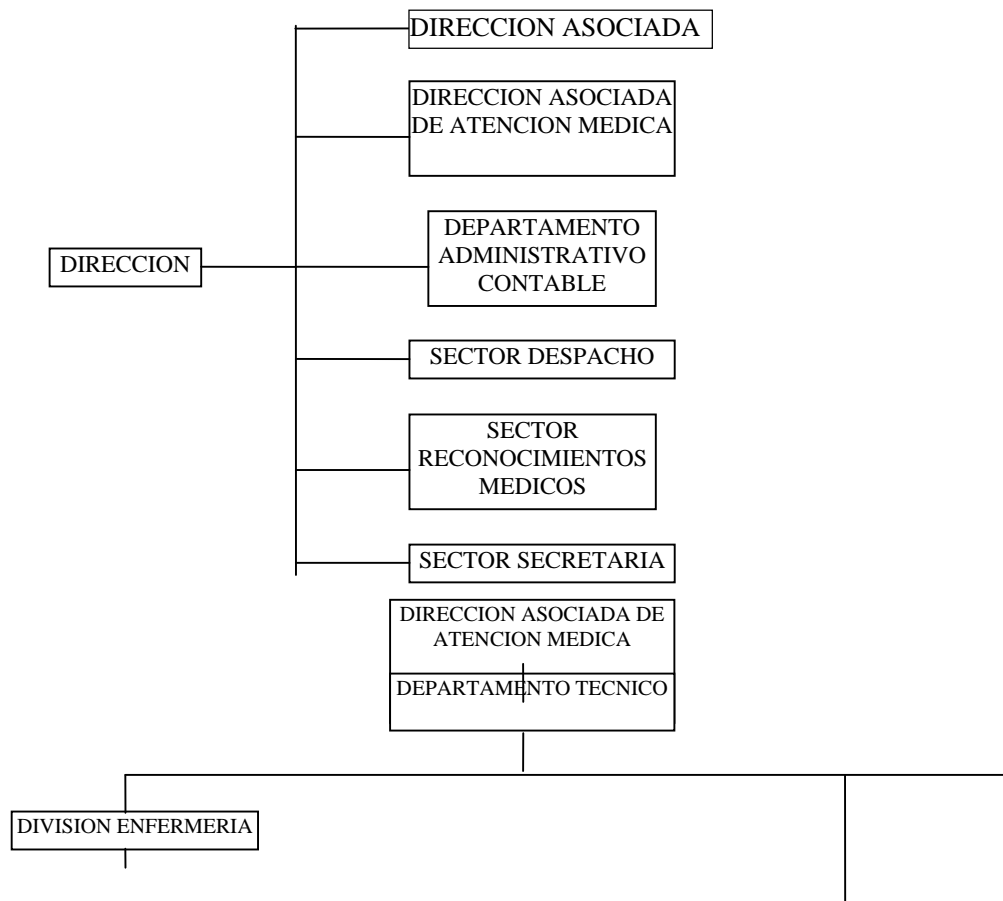 DIRECCION ASOCIADA
DIRECCION ASOCIADA
DE ATENCION MEDICA
DEPARTAMENTO
ADMINISTRATIVO
CONTABLE
DIRECCION
SECTOR DESPACHO
SECTOR
RECONOCIMIENTOS
MEDICOS
SECTOR SECRETARIA
DIRECCION ASOCIADA DE
ATENCION MEDICA
DEPARTAMENTO TECNICO
DIVISION ENFERMERIA